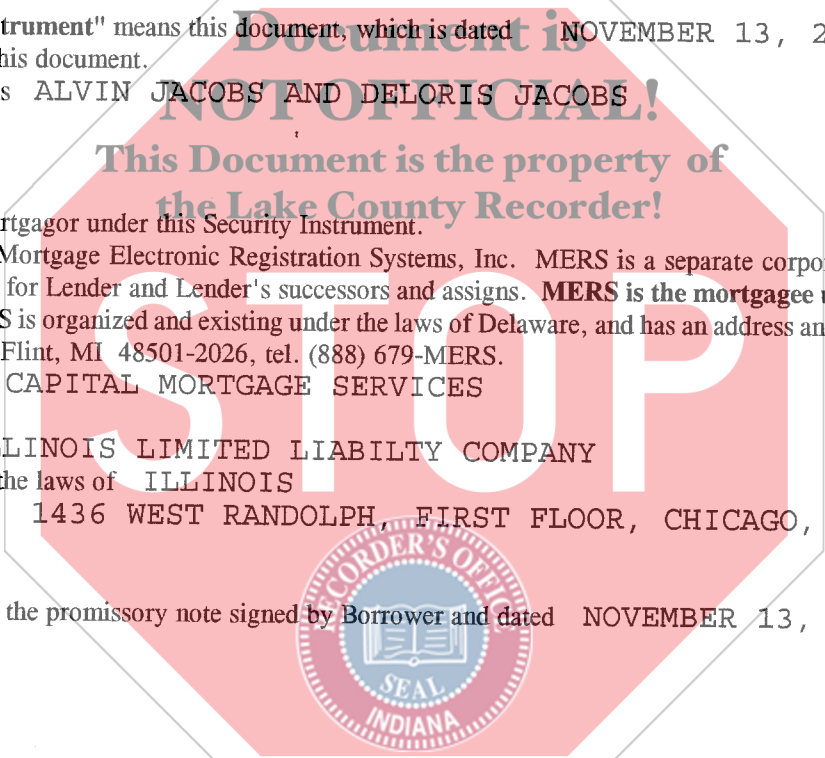 Document is
trument" means this document, which is dated NOVEMBER 13, 2
his document.
NOT OFFICIAL!
s ALVIN JACOBS AND DELORIS JACOBS
This Document is the property of
the Lake County Recorder!
rtgagor under this Security Instrument.
Mortgage Electronic Registration Systems, Inc. MERS is a separate corpo
for Lender and Lender's successors and assigns. MERS is the mortgagee
S is organized and existing under the laws of Delaware, and has an address an
Flint, MI 48501-2026, tel. (888) 679-MERS.
STOP
CAPITAL MORTGAGE SERVICES
LINOIS LIMITED LIABILTY COMPANY
the laws of ILLINOIS
1436 WEST RANDOLPH, FIRST FLOOR, CHICAGO,
RECORDER'S OFFICE
the promissory note signed by Borrower and dated NOVEMBER 13,
SEAL
INDIANA